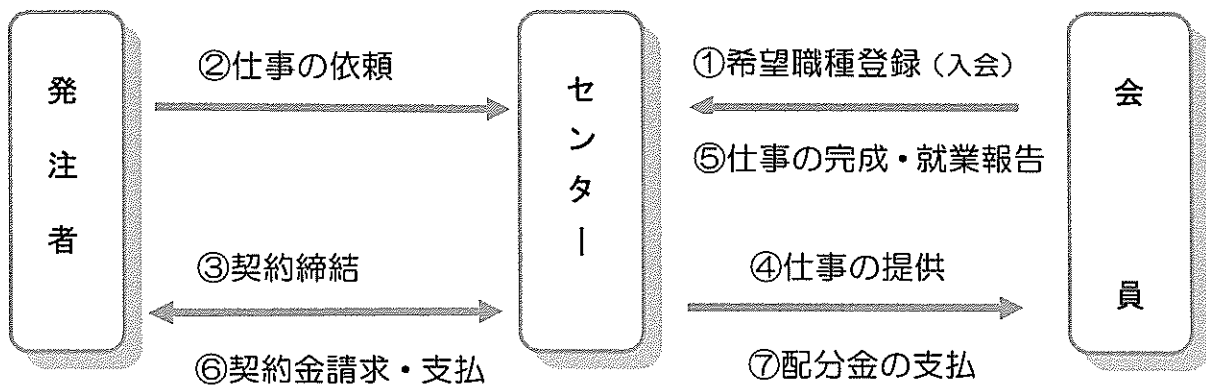 発注者
②仕事の依頼
③契約締結
⑥契約金請求・支払
センター
①希望職種登録（入会）
⑤仕事の完成・就業報告
④仕事の提供
⑦配分金の支払
会員